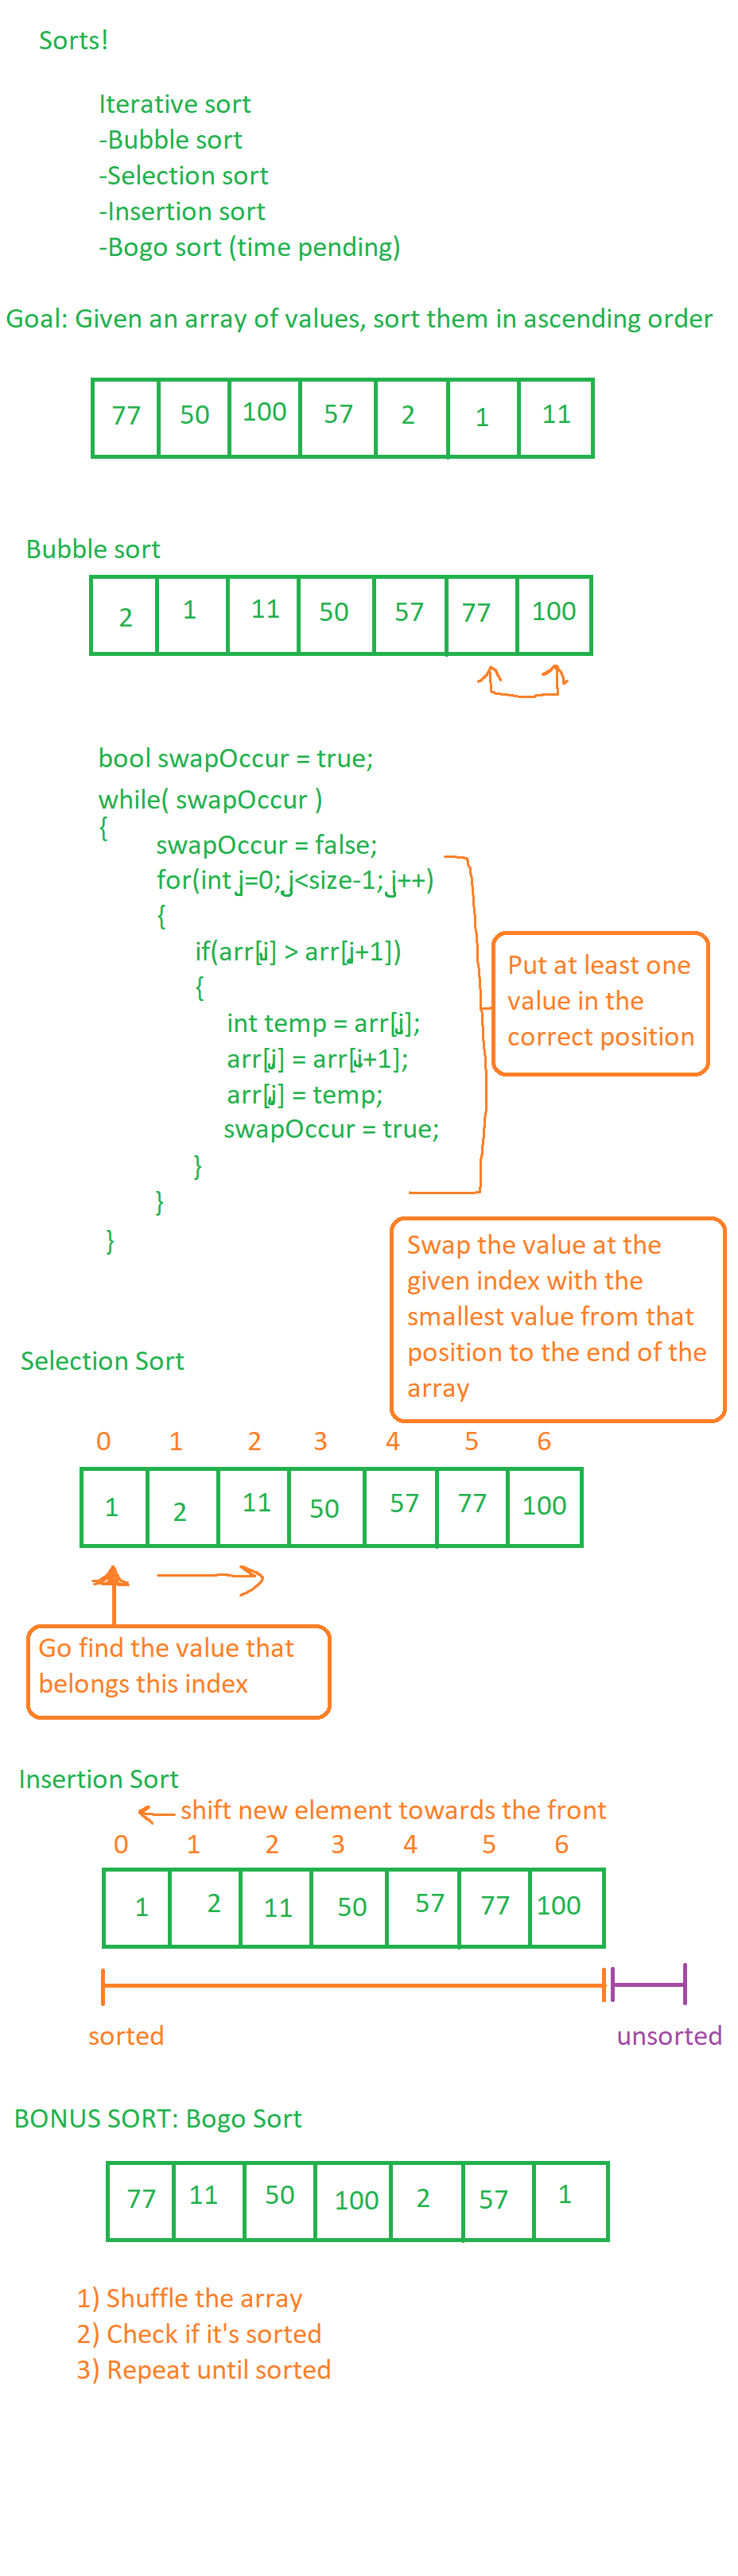 Sorts!
Iterative sort
-Bubble sort
-Selection sort
-Insertion sort
-Bogo sort (time pending)
Goal: Given an array of values, sort them in ascending order
77 50 100 57 2 1 11
Bubble sort
2 1 11 50 57 77 100
bool swapOccur = true;
while( swapOccur )
{
swapOccur = false;
for(int j=0; j<size-1; j++)
{
if(arr[j] > arr[j+1])
{
int temp = arr[j];
arr[j] = arr[j+1];
arr[j] = temp;
swapOccur = true;
}
}
}
Put at least one
value in the
correct position
Swap the value at the
given index with the
smallest value from that
position to the end of the
array
Selection Sort
0 1 2 3 4 5 6
1 2 11 50 57 77 100
Go find the value that
belongs this index
Insertion Sort
shift new element towards the front
0 1 2 3 4 5 6
1 2 11 50 57 77 100
sorted unsorted
BONUS SORT: Bogo Sort
77 11 50 100 2 57 1
1) Shuffle the array
2) Check if it's sorted
3) Repeat until sorted